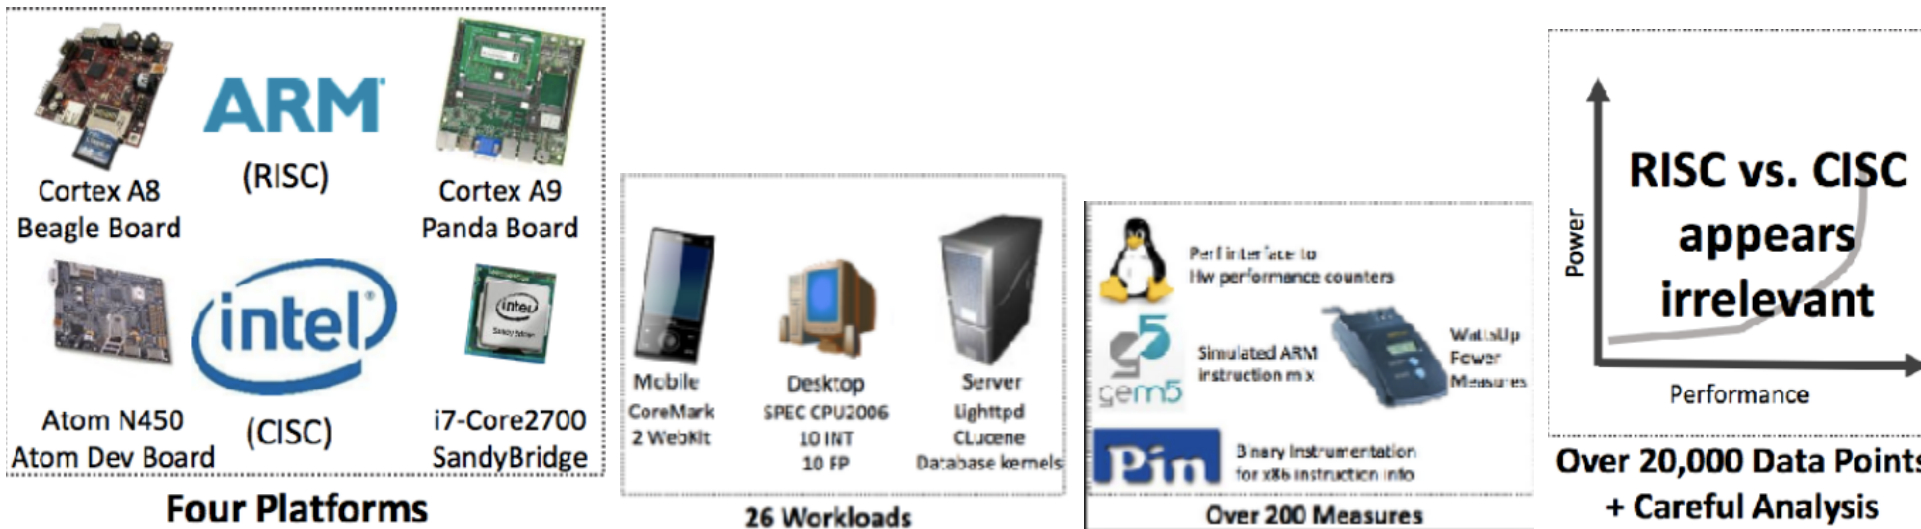 ARM
(RISC)
Cortex A8
Beagle Board
Cortex A9
Panda Board
intel
(CISC)
intel
Sandy Bridge
Atom N450
Atom Dev Board
i7-Core2700
SandyBridge
Four Platforms
Mobile
CoreMark
2 WebKit
Desktop
SPEC CPU2006
10 INT
10 FP
Server
Lighttpd
CLucene
Database kernels
26 Workloads
Perf interface to
Hw performance counters
gem5
Simulated ARM
instruction mix
WattsUp
Power
Measures
Pin
Binary Instrumentation
for x86 instruction info
Over 200 Measures
Power
RISC vs. CISC
appears
irrelevant
Performance
Over 20,000 Data Points
+ Careful Analysis